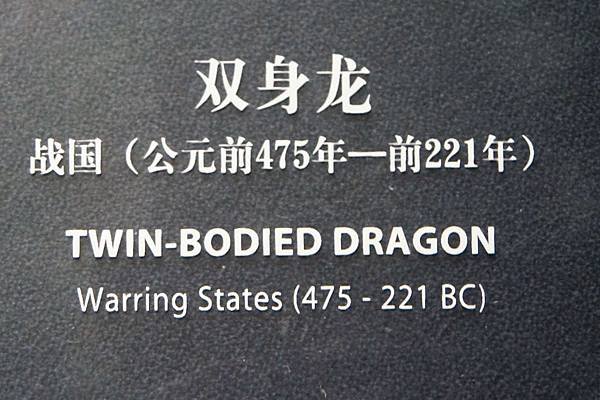 双身龙
战国（公元前475年—前221年）
TWIN-BODIED DRAGON
Warring States (475 - 221 BC)